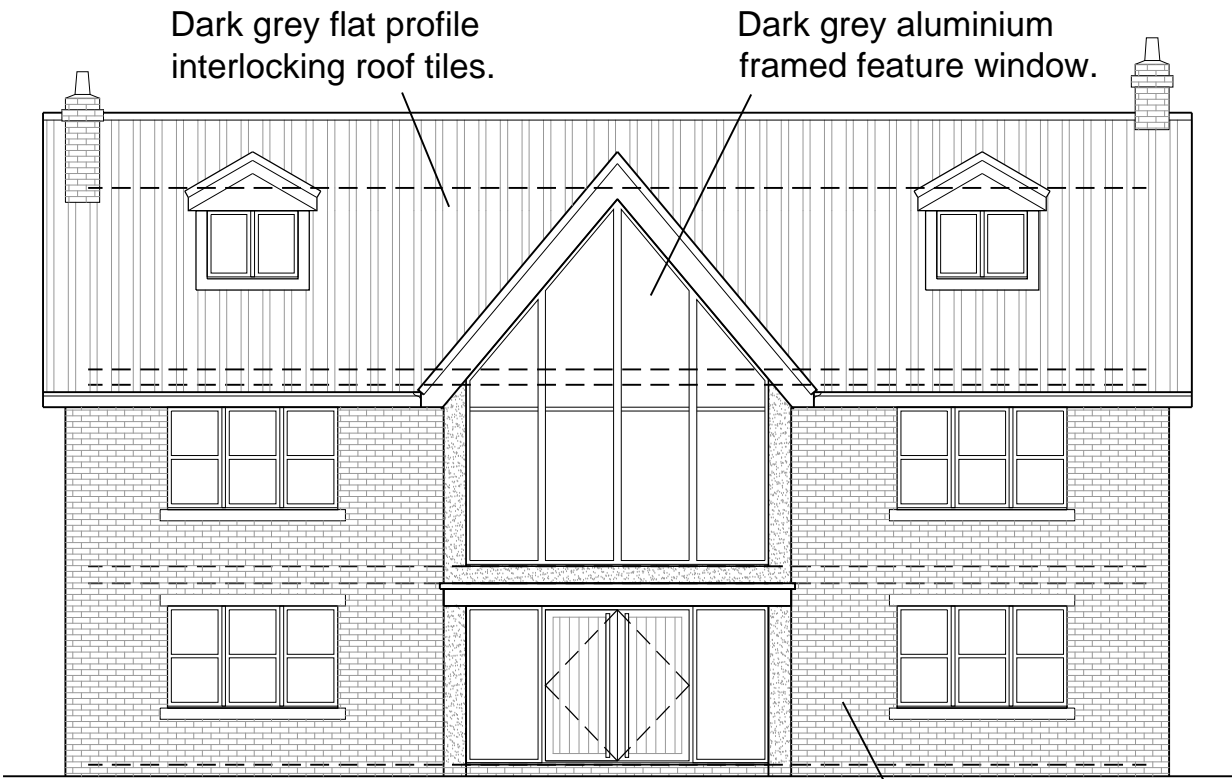 Dark grey flat profile
interlocking roof tiles.
Dark grey aluminium
framed feature window.